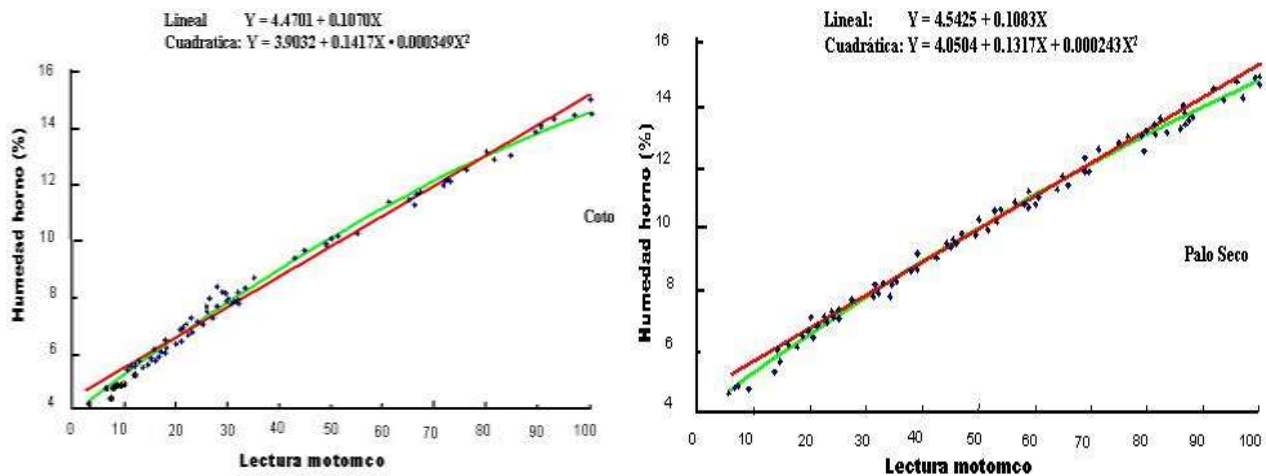 Lineal Y = 4.4701 + 0.1070X
Cuadratica: Y = 3.9032 + 0.1417X • 0.000349X²
16
14
12
10
8
6
4
0 10 20 30 40 50 60 70 80 90 100
Humedad horno (%)
Coto
Lectura motomco
Lineal: Y = 4.5425 + 0.1083X
Cuadrática: Y = 4.0504 + 0.1317X + 0.000243X²
16
14
12
10
8
6
4
0 10 20 30 40 50 60 70 80 90 100
Humedad horno (%)
Palo Seco
Lectura motomco